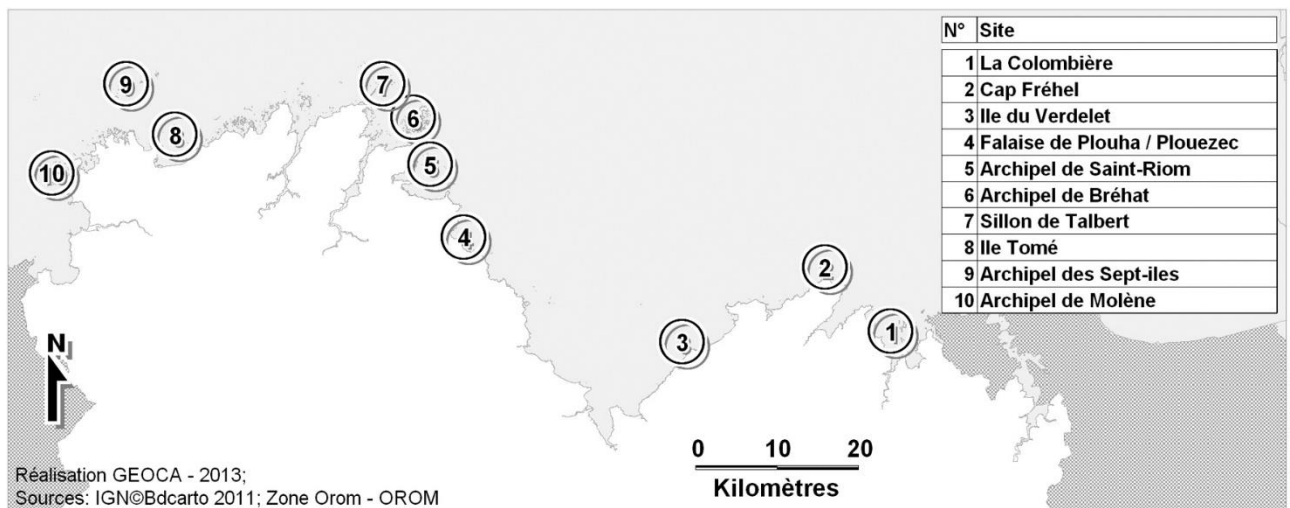 N° Site
1 La Colombière
2 Cap Fréhel
3 Ile du Verdelet
4 Falaise de Plouha / Plouezec
5 Archipel de Saint-Riom
6 Archipel de Bréhat
7 Sillon de Talbert
8 Ile Tomé
9 Archipel des Sept-iles
10 Archipel de Molène
9
7
6
8
5
10
4
2
1
3
N
0 10 20
Kilomètres
Réalisation GEOCA - 2013;
Sources: IGN©Bdcarto 2011; Zone Orom - OROM